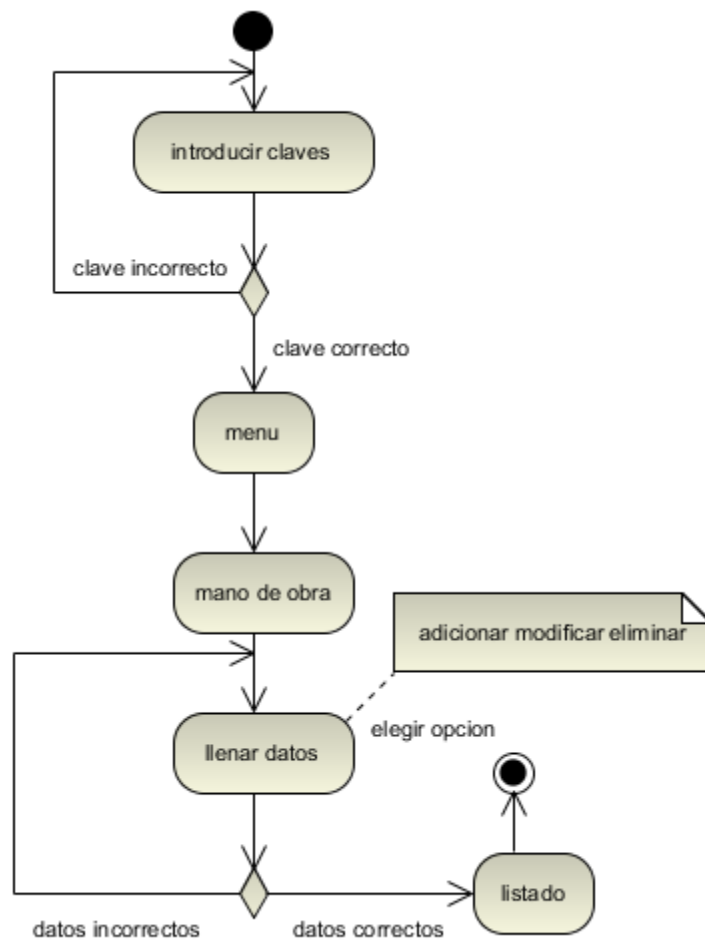 introducir claves
clave incorrecto
clave correcto
menu
mano de obra
adicionar modificar eliminar
elegir opcion
llenar datos
listado
datos incorrectos
datos correctos